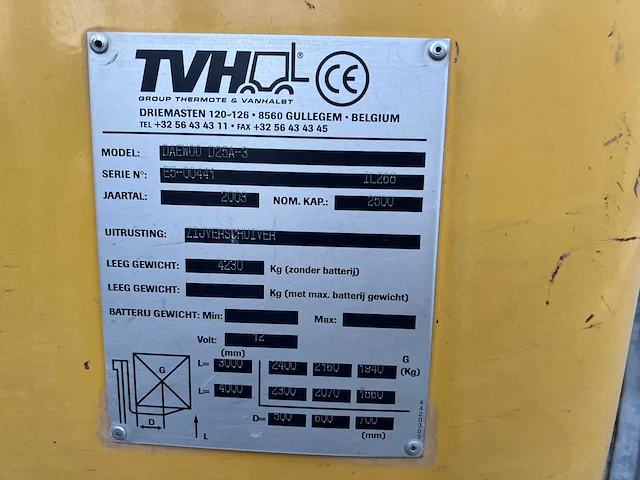 TVH ® CE
GROUP THERMOTE & VANHALST
DRIEMASTEN 120-126 • 8560 GULLEGEM • BELGIUM
TEL +32 56 43 43 11 • FAX +32 56 43 43 45
MODEL: DAEWOO D25A-3
SERIE N°: E5-00441 1L268
JAARTAL: 2003 NOM. KAP.: 2500
UITRUSTING: ZIJVERSCHUIVER
LEEG GEWICHT: 4230 Kg (zonder batterij)
LEEG GEWICHT: Kg (met max. batterij gewicht)
BATTERIJ GEWICHT: Min: Max:
Volt: 12
(mm) G
L= 3000 2400 2160 1940 (Kg)
L= 4000 2300 2070 1860
D= 500 600 700
(mm)
G
D
L
4420303